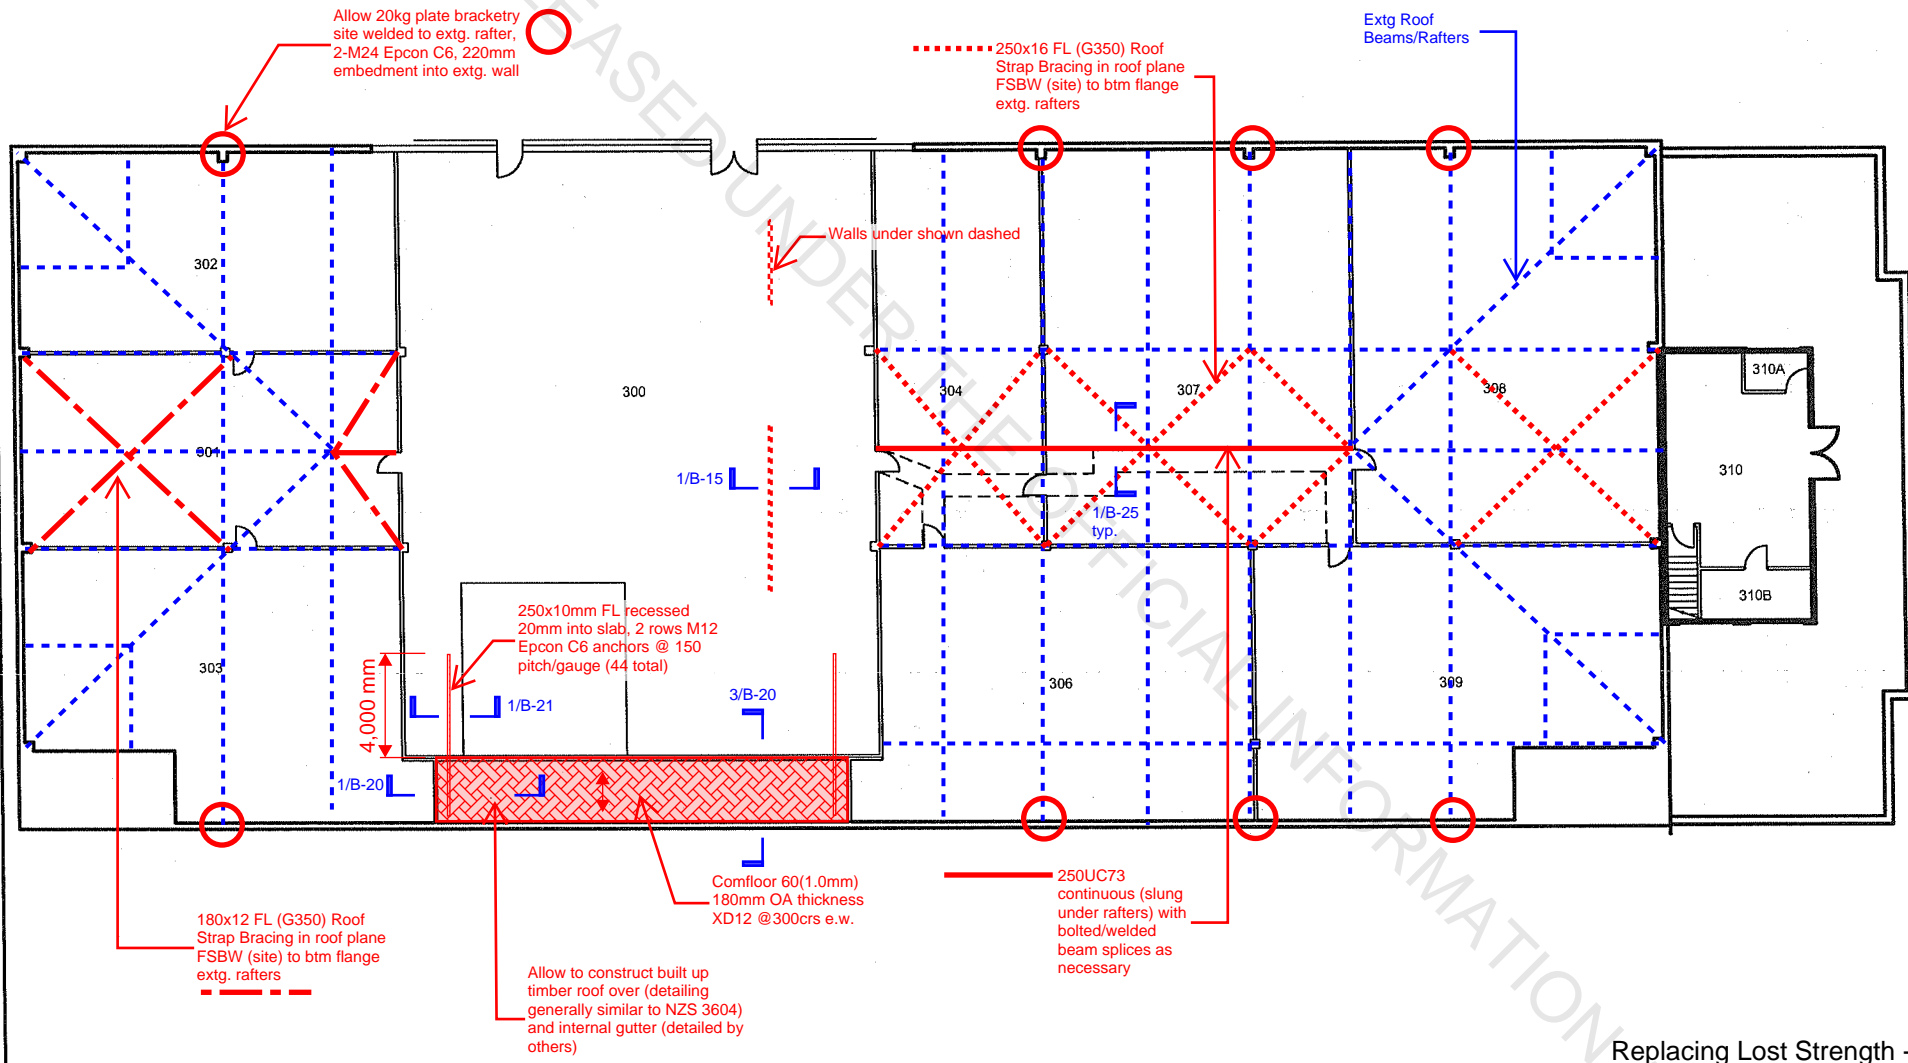 Allow 20kg plate bracketry
site welded to extg. rafter,
2-M24 Epcon C6, 220mm
embedment into extg. wall
250x16 FL (G350) Roof
Strap Bracing in roof plane
FSBW (site) to btm flange
extg. rafters
Extg Roof
Beams/Rafters
RELEASED UNDER THE OFFICIAL INFORMATION
Walls under shown dashed
302
300
304
307
308
310A
301
310
1/B-15
1/B-25
typ.
310B
250x10mm FL recessed
20mm into slab, 2 rows M12
Epcon C6 anchors @ 150
pitch/gauge (44 total)
303
4,000 mm
1/B-21
3/B-20
306
309
1/B-20
Comfloor 60(1.0mm)
180mm OA thickness
XD12 @300crs e.w.
250UC73
continuous (slung
under rafters) with
bolted/welded
beam splices as
necessary
180x12 FL (G350) Roof
Strap Bracing in roof plane
FSBW (site) to btm flange
extg. rafters
Allow to construct built up
timber roof over (detailing
generally similar to NZS 3604)
and internal gutter (detailed by
others)
Replacing Lost Strength -